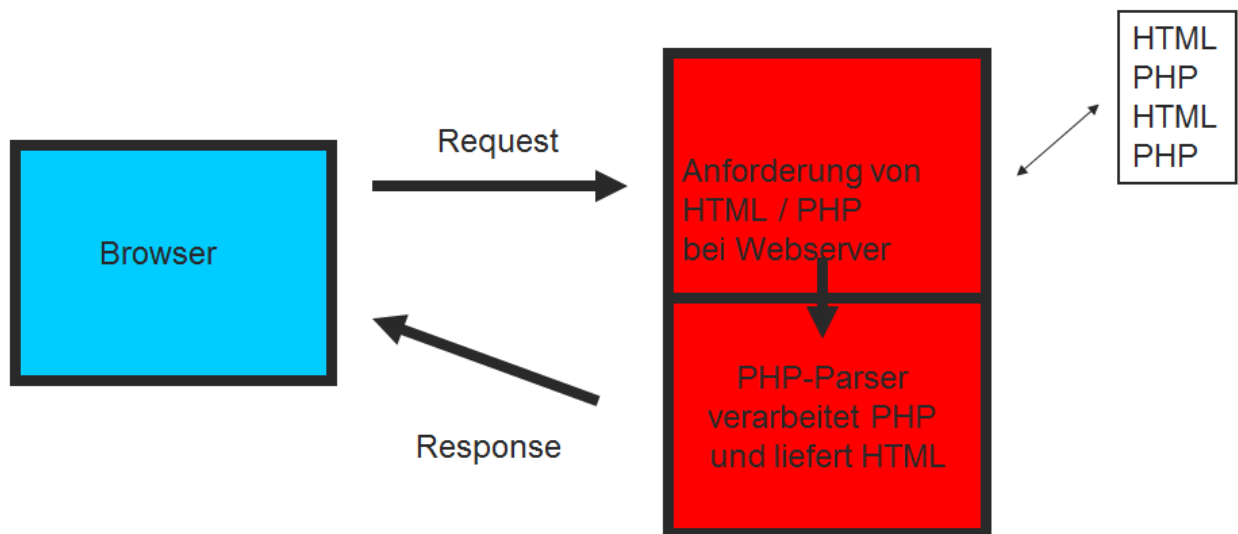 Browser
Request
Response
Anforderung von
HTML / PHP
bei Webserver
PHP-Parser
verarbeitet PHP
und liefert HTML
HTML
PHP
HTML
PHP